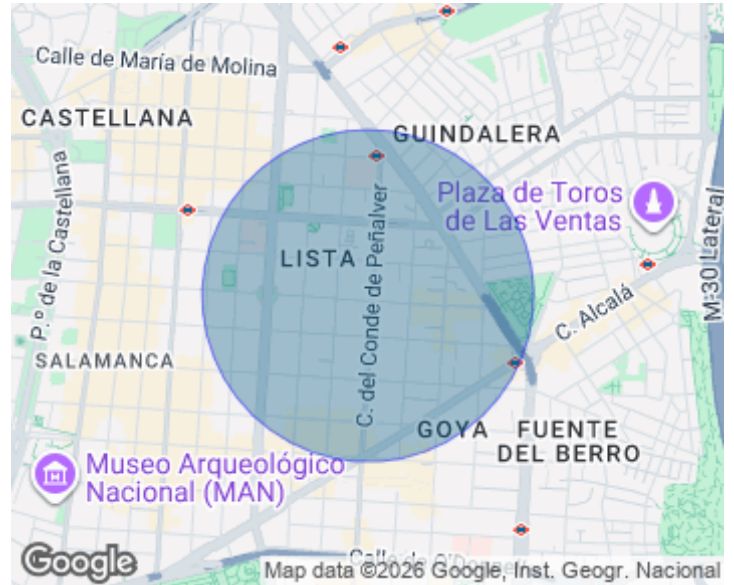 Calle de María de Molina
CASTELLANA
GUINDALERA
Plaza de Toros
de Las Ventas
P.º de la Castellana
C. del Conde de Peñalver
LISTA
M-30 Lateral
C. Alcalá
SALAMANCA
GOYA
FUENTE
DEL BERRO
Museo Arqueológico
Nacional (MAN)
Google
Map data ©2026 Google, Inst. Geogr. Nacional